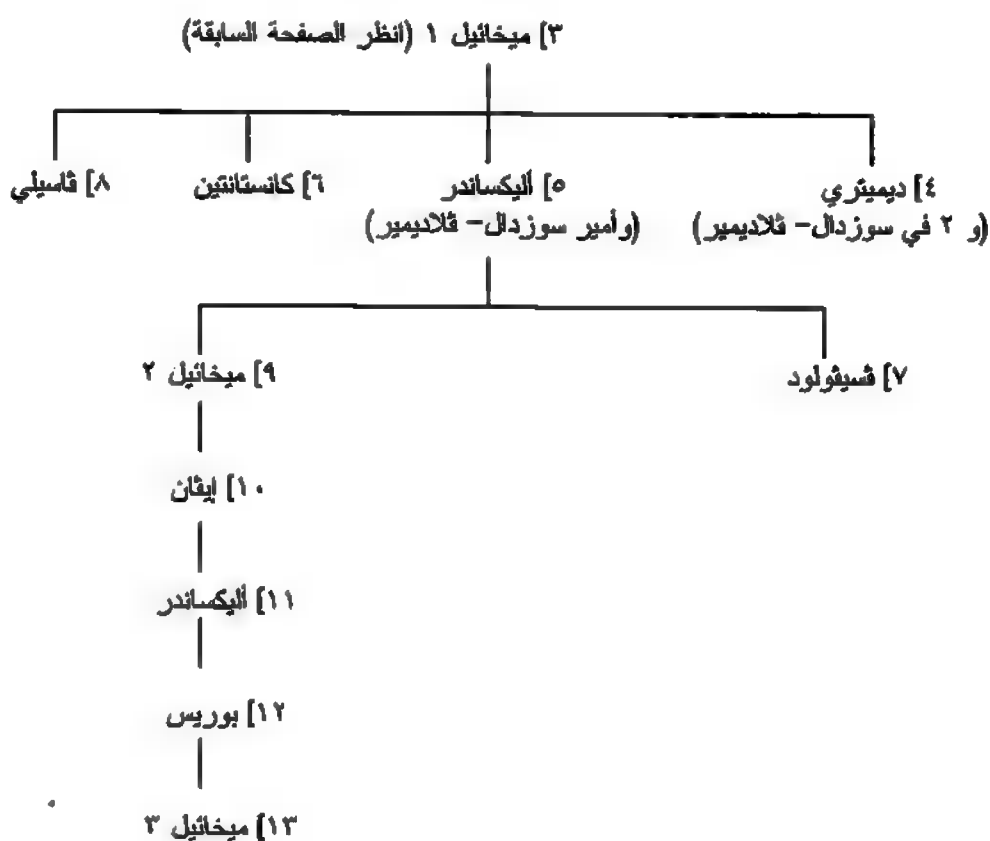 ٣] ميخائيل ١ (انظر الصفحة السابقة)
٤] ديميتري
(و ٢ في سوزدال- ڤلاديمير)
٥] أليكساندر
(وأمير سوزدال- ڤلاديمير)
٦] كانستانتين
٨] ڤاسيلي
٧] ڤسيڤولود
٩] ميخائيل ٢
١٠] إيڤان
١١] أليكساندر
١٢] بوريس
١٣] ميخائيل ٣